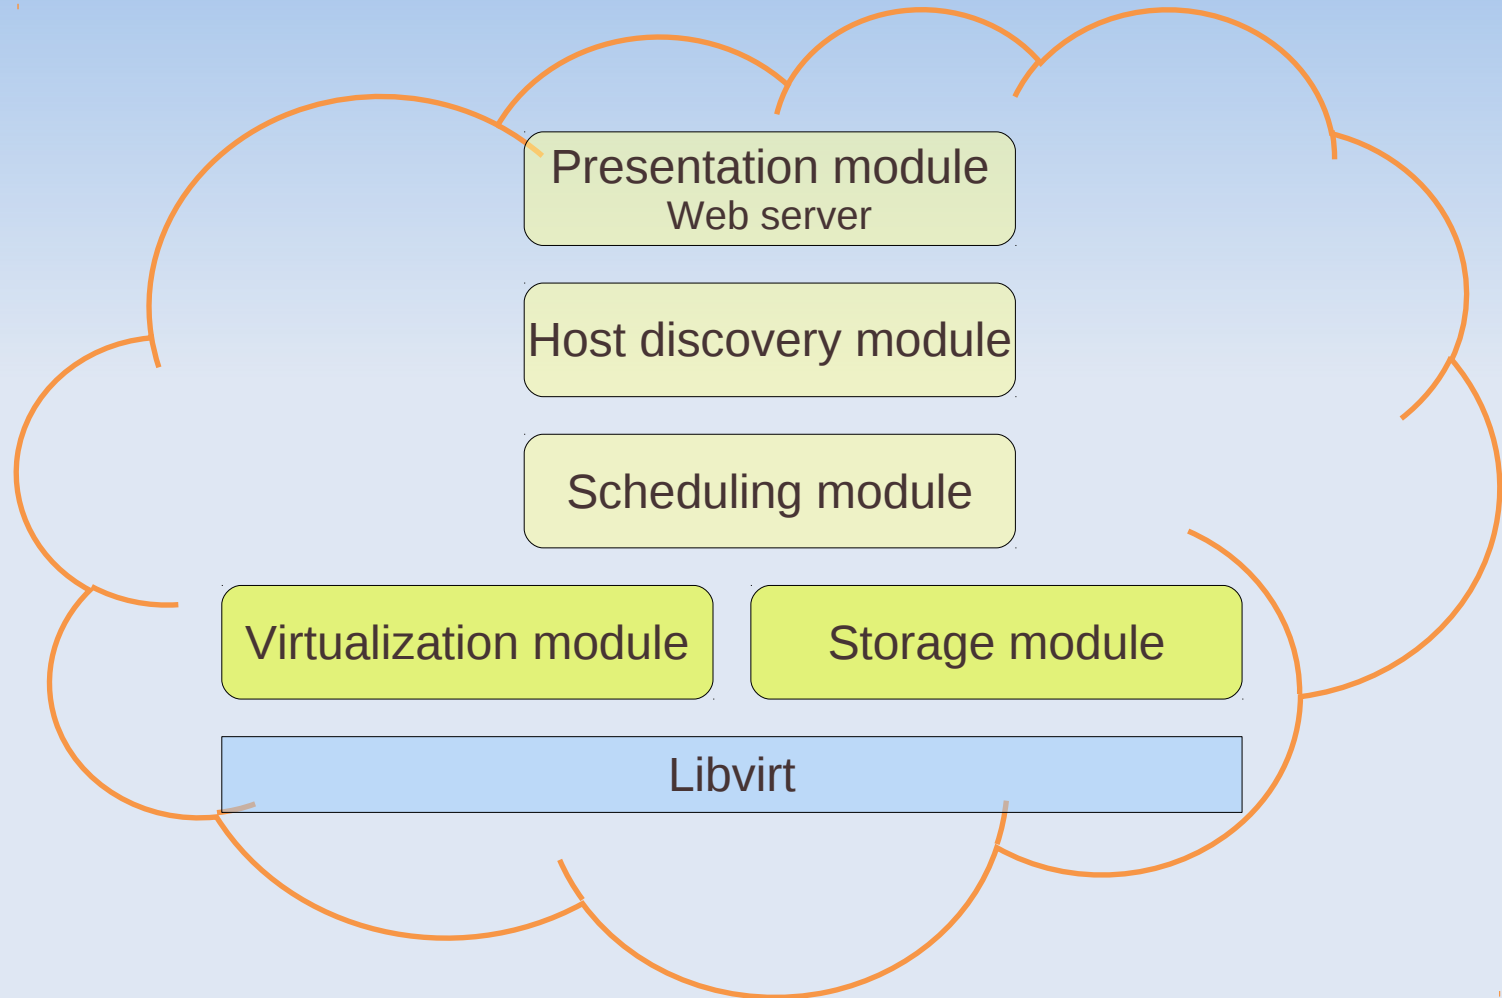 Presentation module
Web server
Host discovery module
Scheduling module
Virtualization module
Storage module
Libvirt